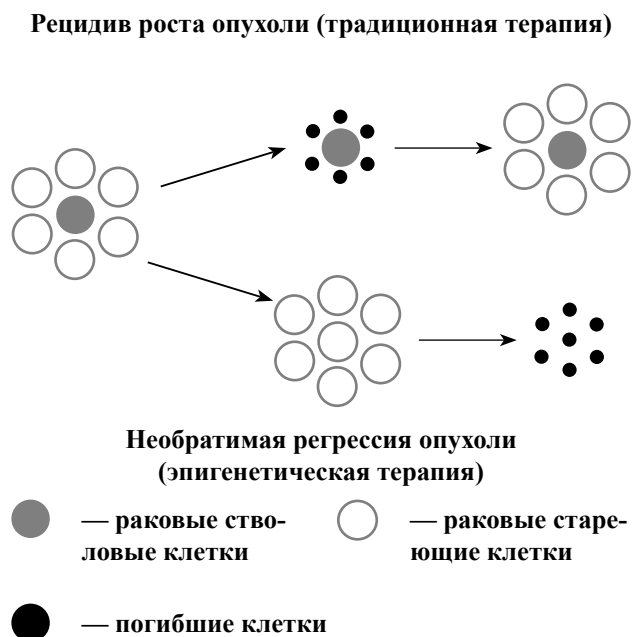 Рецидив роста опухоли (традиционная терапия)
Необратимая регрессия опухоли
(эпигенетическая терапия)
— раковые ство-
ловые клетки
— раковые старе-
ющие клетки
— погибшие клетки